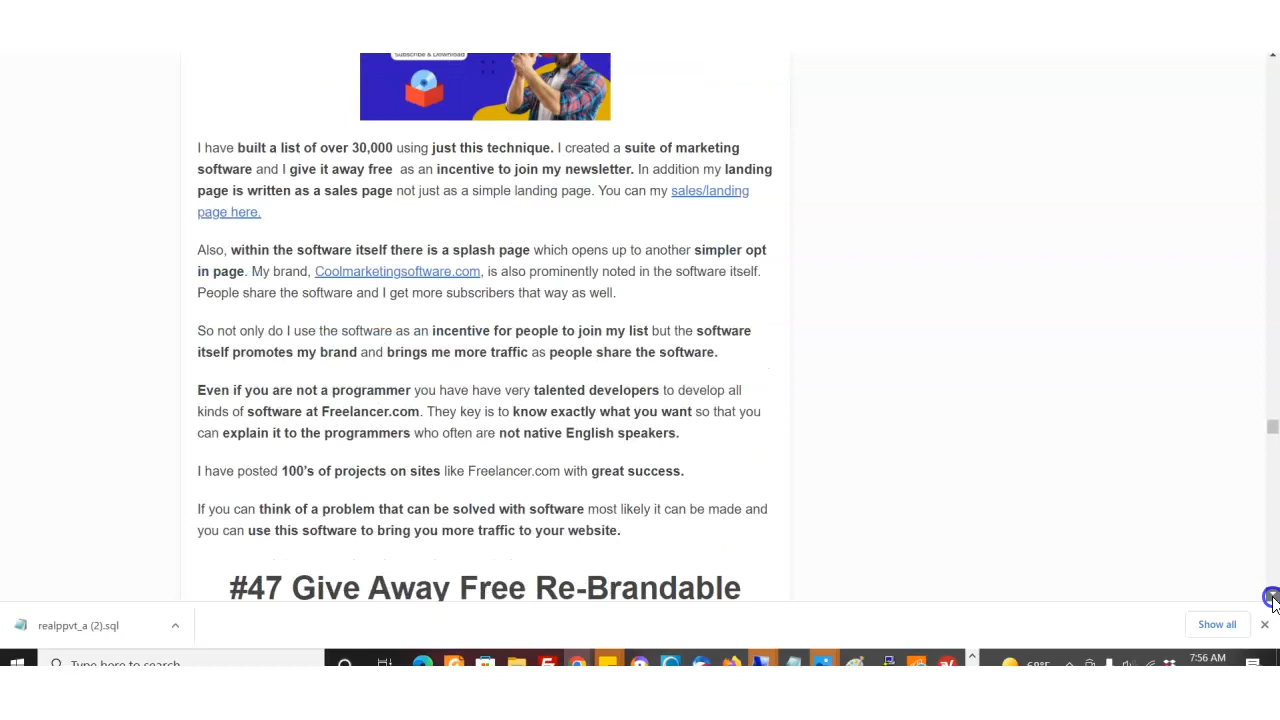 Subscribe & Download
I have built a list of over 30,000 using just this technique. I created a suite of marketing
software and I give it away free as an incentive to join my newsletter. In addition my landing
page is written as a sales page not just as a simple landing page. You can my sales/landing
page here.
Also, within the software itself there is a splash page which opens up to another simpler opt
in page. My brand, Coolmarketingsoftware.com, is also prominently noted in the software itself.
People share the software and I get more subscribers that way as well.
So not only do I use the software as an incentive for people to join my list but the software
itself promotes my brand and brings me more traffic as people share the software.
Even if you are not a programmer you have have very talented developers to develop all
kinds of software at Freelancer.com. They key is to know exactly what you want so that you
can explain it to the programmers who often are not native English speakers.
I have posted 100's of projects on sites like Freelancer.com with great success.
If you can think of a problem that can be solved with software most likely it can be made and
you can use this software to bring you more traffic to your website.
#47 Give Away Free Re-Brandable
realppvt_a (2).sql
Show all
Type here to search
68°F
7:56 AM